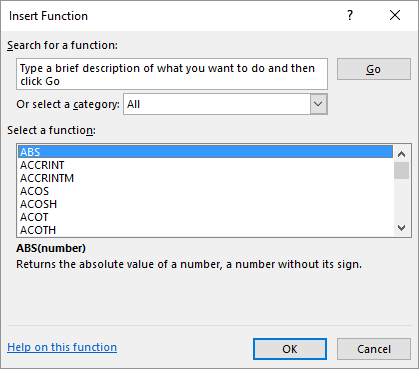 Insert Function
Search for a function:
Type a brief description of what you want to do and then
click Go
Go
Or select a category:
All
Select a function:
ABS
ACCRINT
ACCRINTM
ACOS
ACOSH
ACOT
ACOTH
ABS(number)
Returns the absolute value of a number, a number without its sign.
Help on this function
OK
Cancel